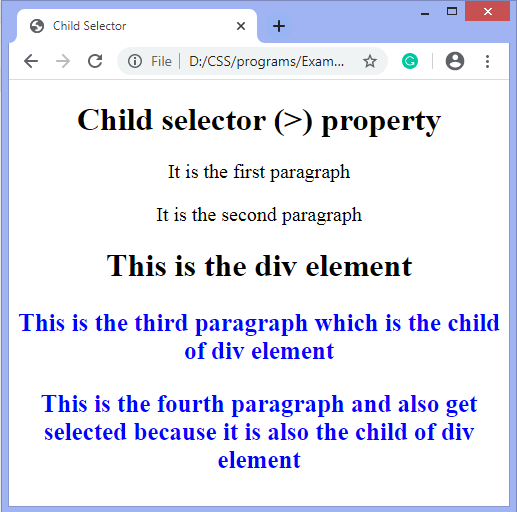 Child Selector
File D:/CSS/programs/Exam...
Child selector (>) property
It is the first paragraph
It is the second paragraph
This is the div element
This is the third paragraph which is the child
of div element
This is the fourth paragraph and also get
selected because it is also the child of div
element